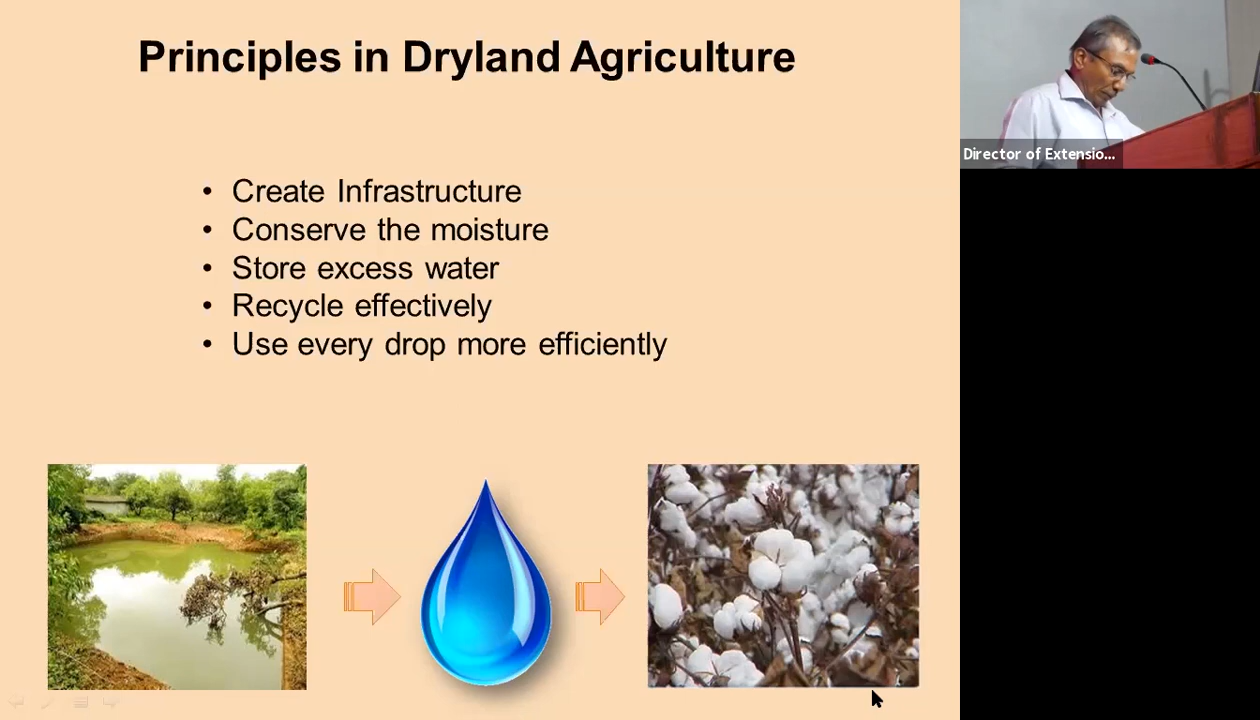 Principles in Dryland Agriculture
• Create Infrastructure
• Conserve the moisture
• Store excess water
• Recycle effectively
• Use every drop more efficiently
Director of Extensio...